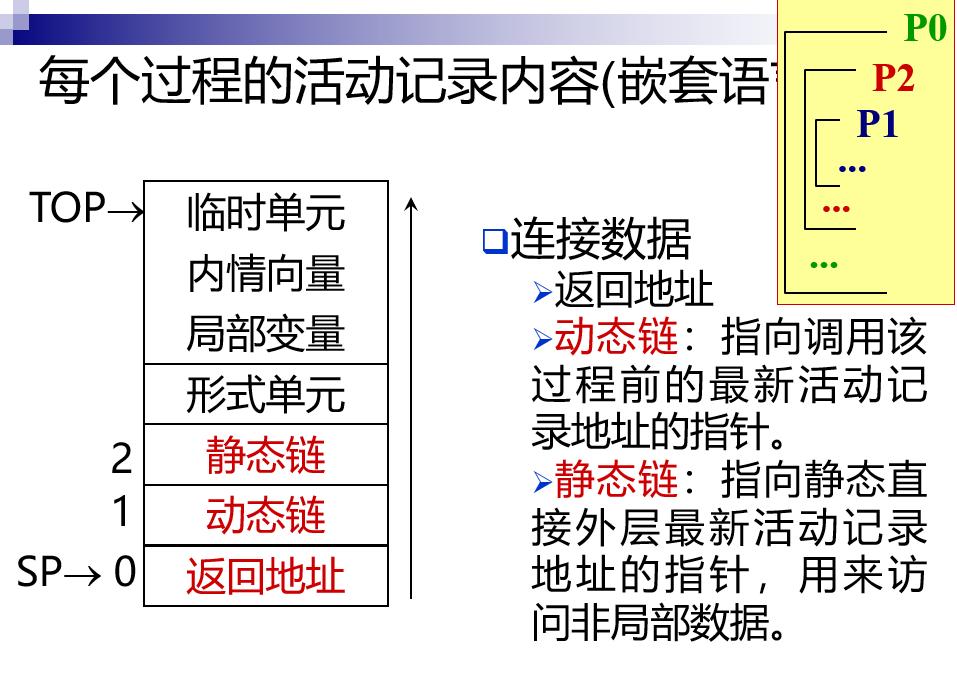 每个过程的活动记录内容(嵌套语
P0
P2
P1
...
...
...
TOP→
临时单元
内情向量
局部变量
形式单元
2 静态链
1 动态链
SP→ 0 返回地址
连接数据
返回地址
动态链：指向调用该
过程前的最新活动记
录地址的指针。
静态链：指向静态直
接外层最新活动记录
地址的指针，用来访
问非局部数据。